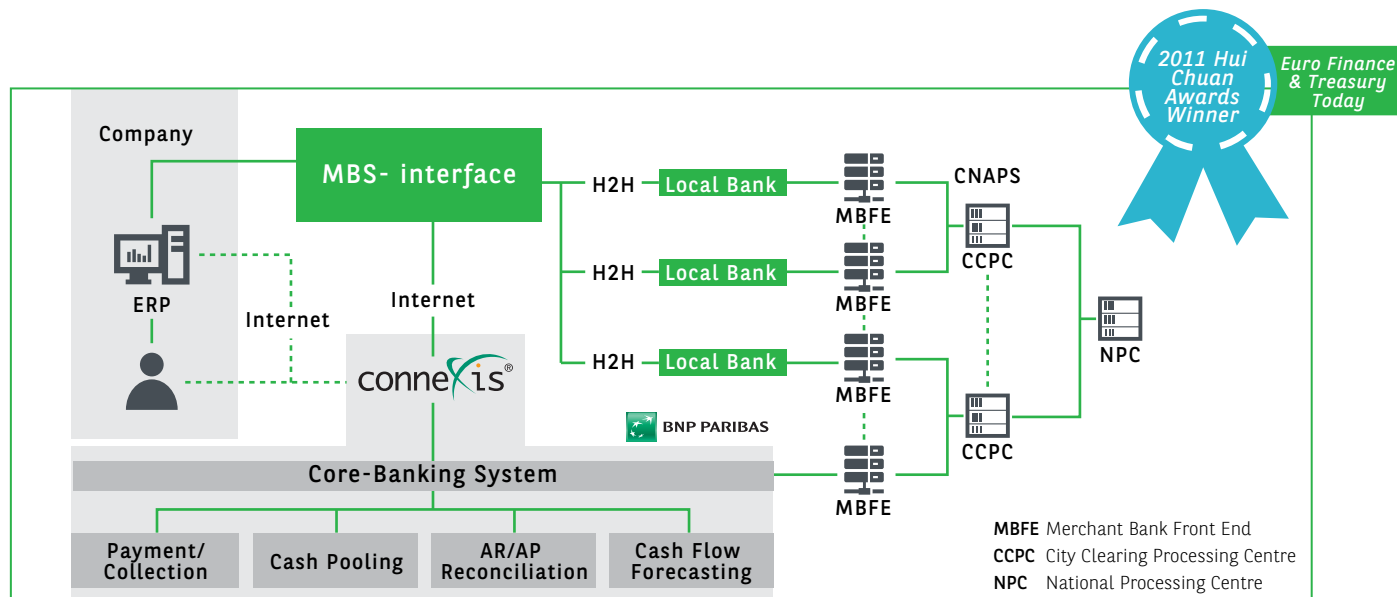 2011 Hui
Chuan
Awards
Winner
Euro Finance
& Treasury
Today
Company
MBS- interface
H2H
Local Bank
MBFE
CNAPS
CCPC
H2H
Local Bank
MBFE
ERP
Internet
Internet
NPC
H2H
Local Bank
MBFE
connexis®
BNP PARIBAS
CCPC
Core-Banking System
MBFE
Payment/
Collection
Cash Pooling
AR/AP
Reconciliation
Cash Flow
Forecasting
MBFE Merchant Bank Front End
CCPC City Clearing Processing Centre
NPC National Processing Centre